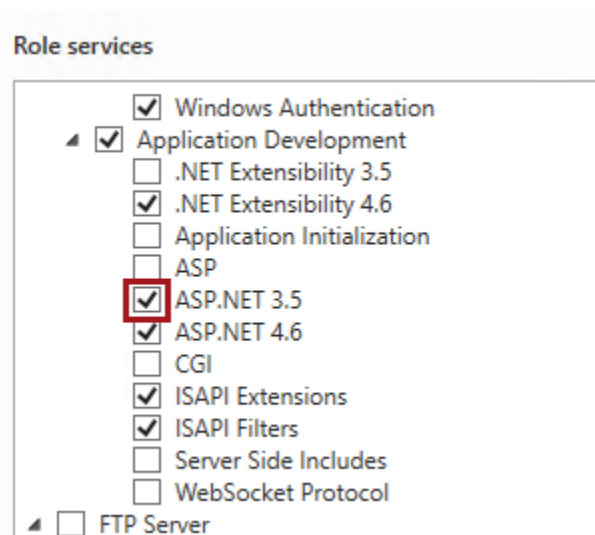 Role services
Windows Authentication
Application Development
.NET Extensibility 3.5
.NET Extensibility 4.6
Application Initialization
ASP
ASP.NET 3.5
ASP.NET 4.6
CGI
ISAPI Extensions
ISAPI Filters
Server Side Includes
WebSocket Protocol
FTP Server